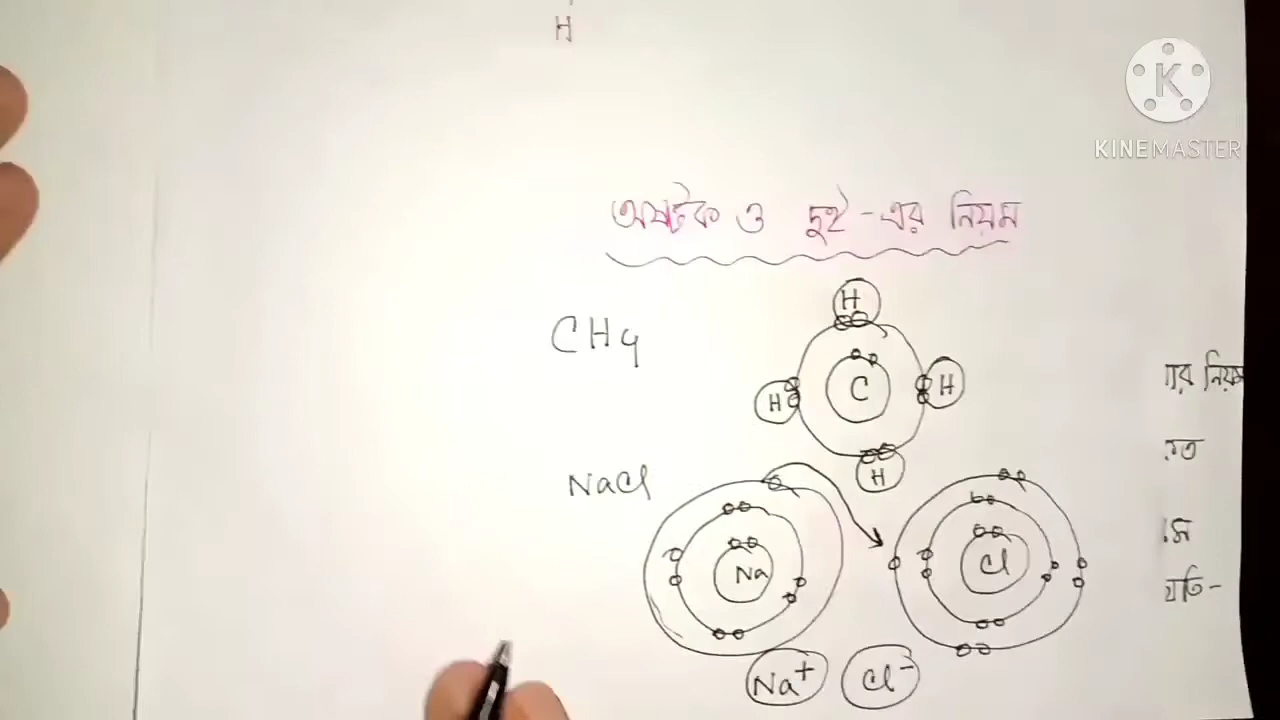 H
KINEMASTER
অষ্টক ও দুই-এর নিয়ম
CH4
H
H
C
H
H
NaCl
Na
Cl
Na+
Cl-
নিয়ম